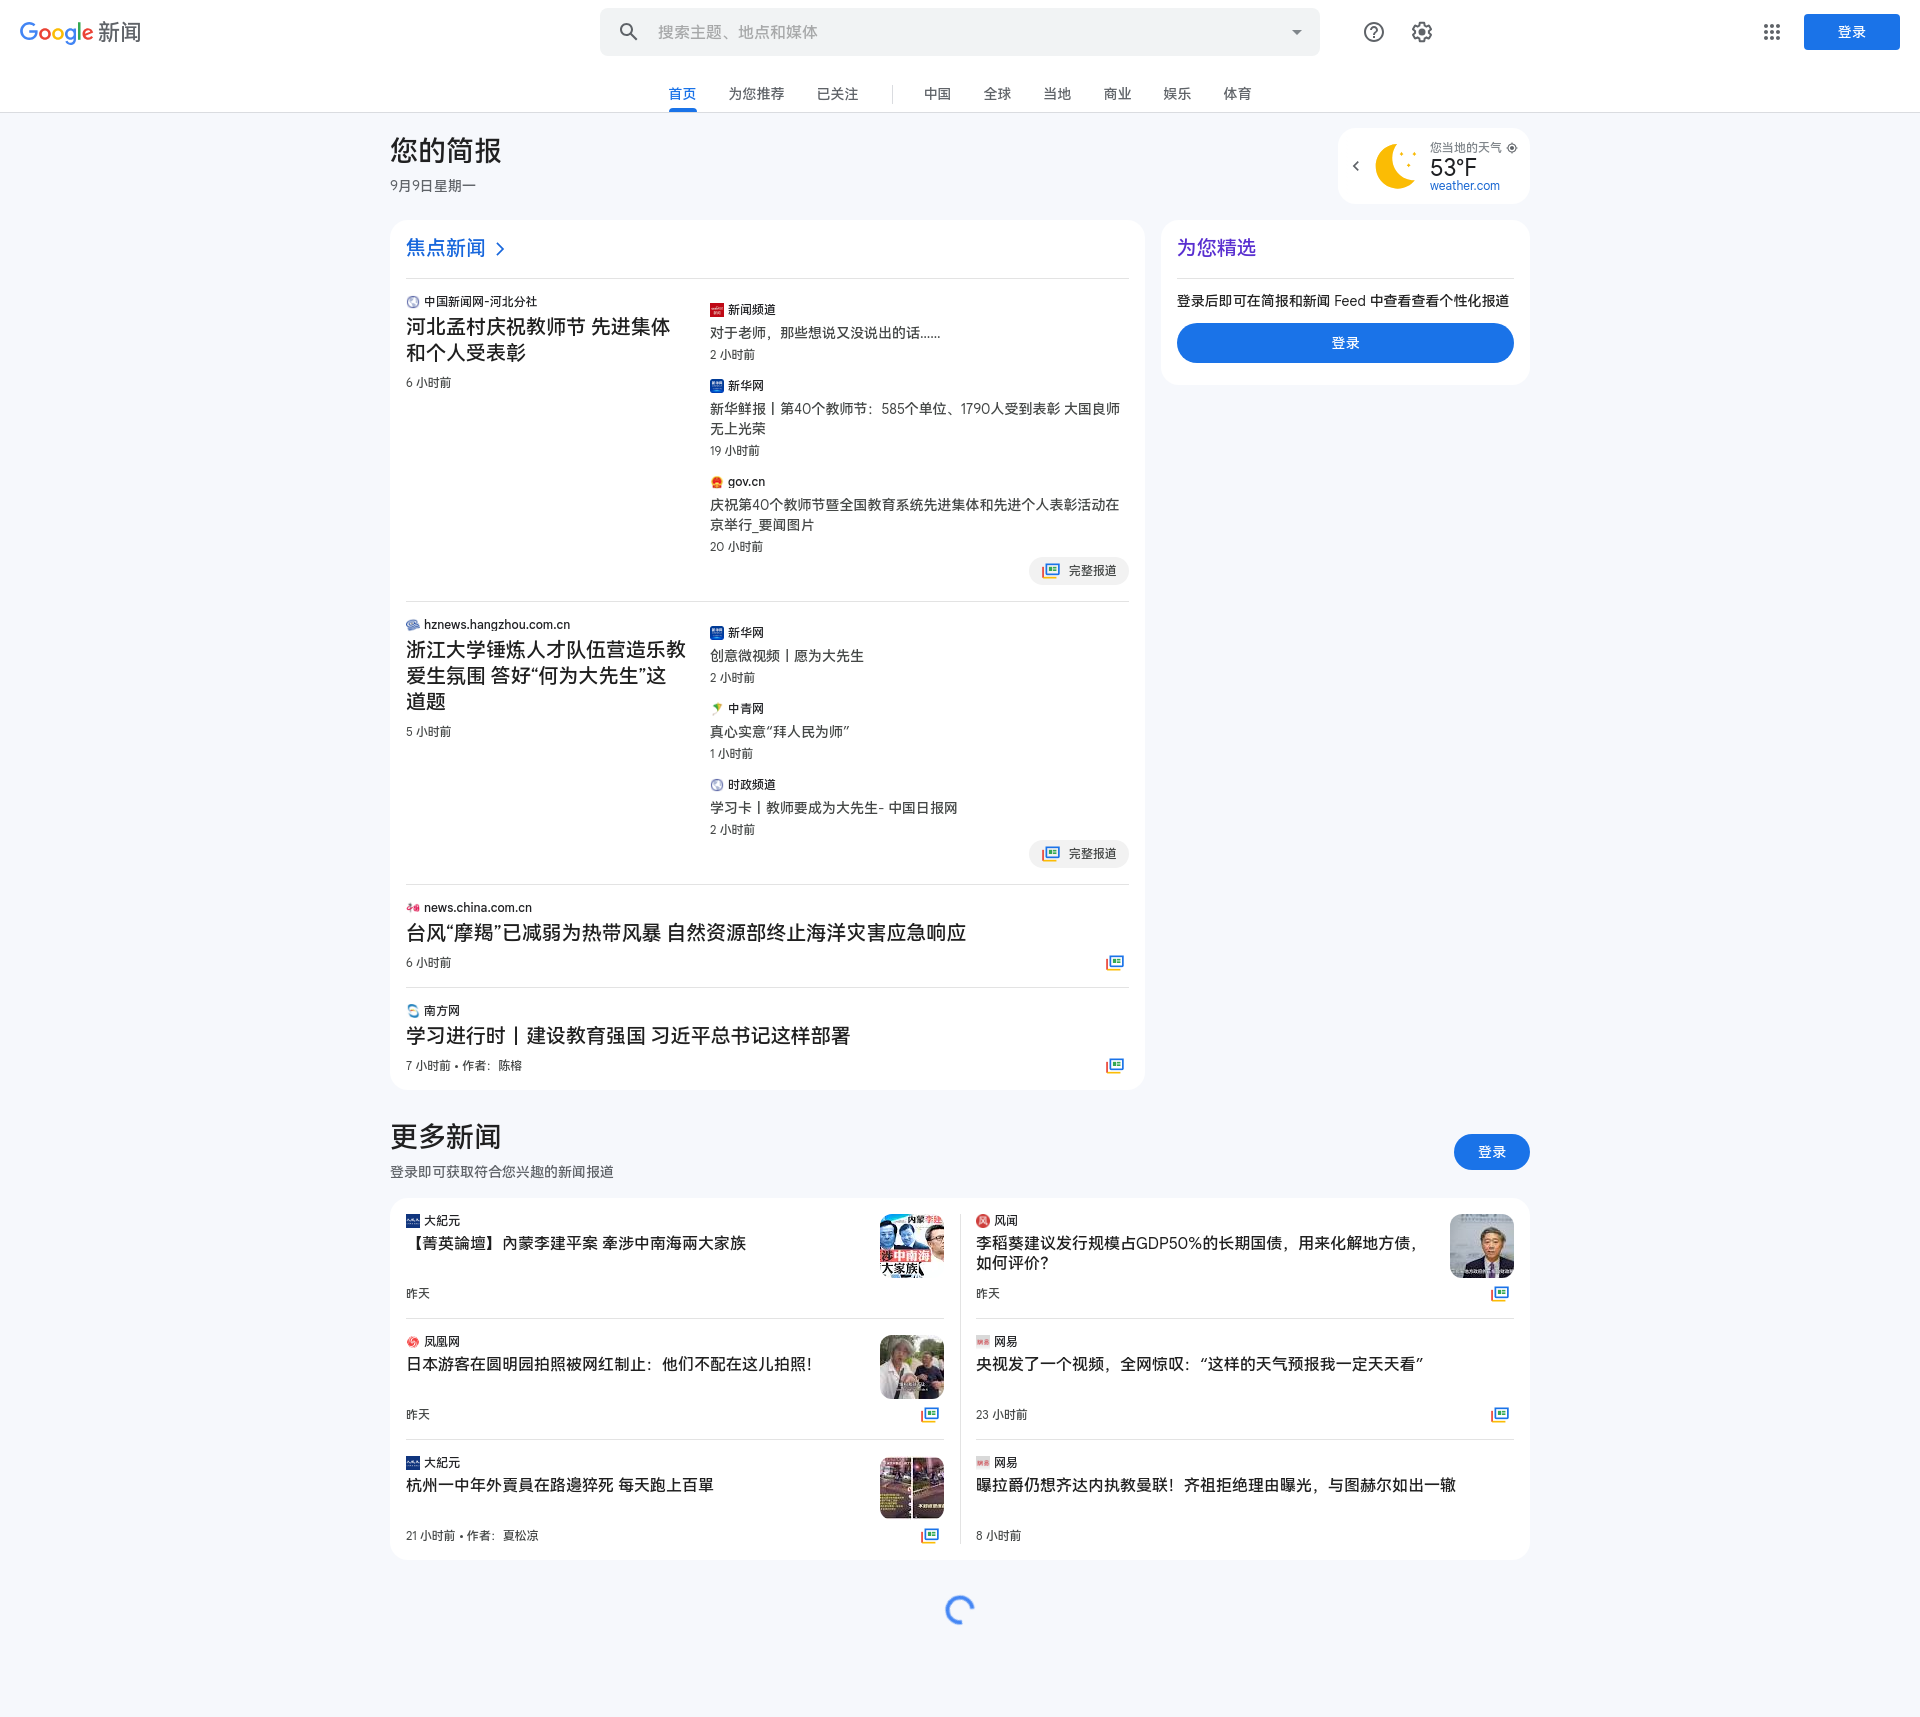 Google 新闻
搜索主题、地点和媒体
登录
首页
为您推荐
已关注
中国
全球
当地
商业
娱乐
体育
您的简报
9月9日星期一
您当地的天气
53°F
weather.com
焦点新闻
中国新闻网-河北分社
河北孟村庆祝教师节 先进集体
和个人受表彰
6 小时前
新闻频道
对于老师，那些想说又没说出的话……
2 小时前
新华网
新华鲜报丨第40个教师节：585个单位、1790人受到表彰 大国良师
无上光荣
19 小时前
gov.cn
庆祝第40个教师节暨全国教育系统先进集体和先进个人表彰活动在
京举行_要闻图片
20 小时前
完整报道
hznews.hangzhou.com.cn
浙江大学锤炼人才队伍营造乐教
爱生氛围 答好“何为大先生”这
道题
5 小时前
新华网
创意微视频丨愿为大先生
2 小时前
中青网
真心实意“拜人民为师”
1 小时前
时政频道
学习卡丨教师要成为大先生- 中国日报网
2 小时前
完整报道
news.china.com.cn
台风“摩羯”已减弱为热带风暴 自然资源部终止海洋灾害应急响应
6 小时前
南方网
学习进行时丨建设教育强国 习近平总书记这样部署
7 小时前 • 作者：陈榕
为您精选
登录后即可在简报和新闻 Feed 中查看查看个性化报道
登录
更多新闻
登录即可获取符合您兴趣的新闻报道
登录
大紀元
【菁英論壇】內蒙李建平案 牽涉中南海兩大家族
昨天
內蒙李建
涉中南海
大家族
风闻
李稻葵建议发行规模占GDP50%的长期国债，用来化解地方债，
如何评价？
昨天
凤凰网
日本游客在圆明园拍照被网红制止：他们不配在这儿拍照！
昨天
网易
央视发了一个视频，全网惊叹：“这样的天气预报我一定天天看”
23 小时前
大紀元
杭州一中年外賣員在路邊猝死 每天跑上百單
21 小时前 • 作者：夏松凉
网易
曝拉爵仍想齐达内执教曼联！齐祖拒绝理由曝光，与图赫尔如出一辙
8 小时前